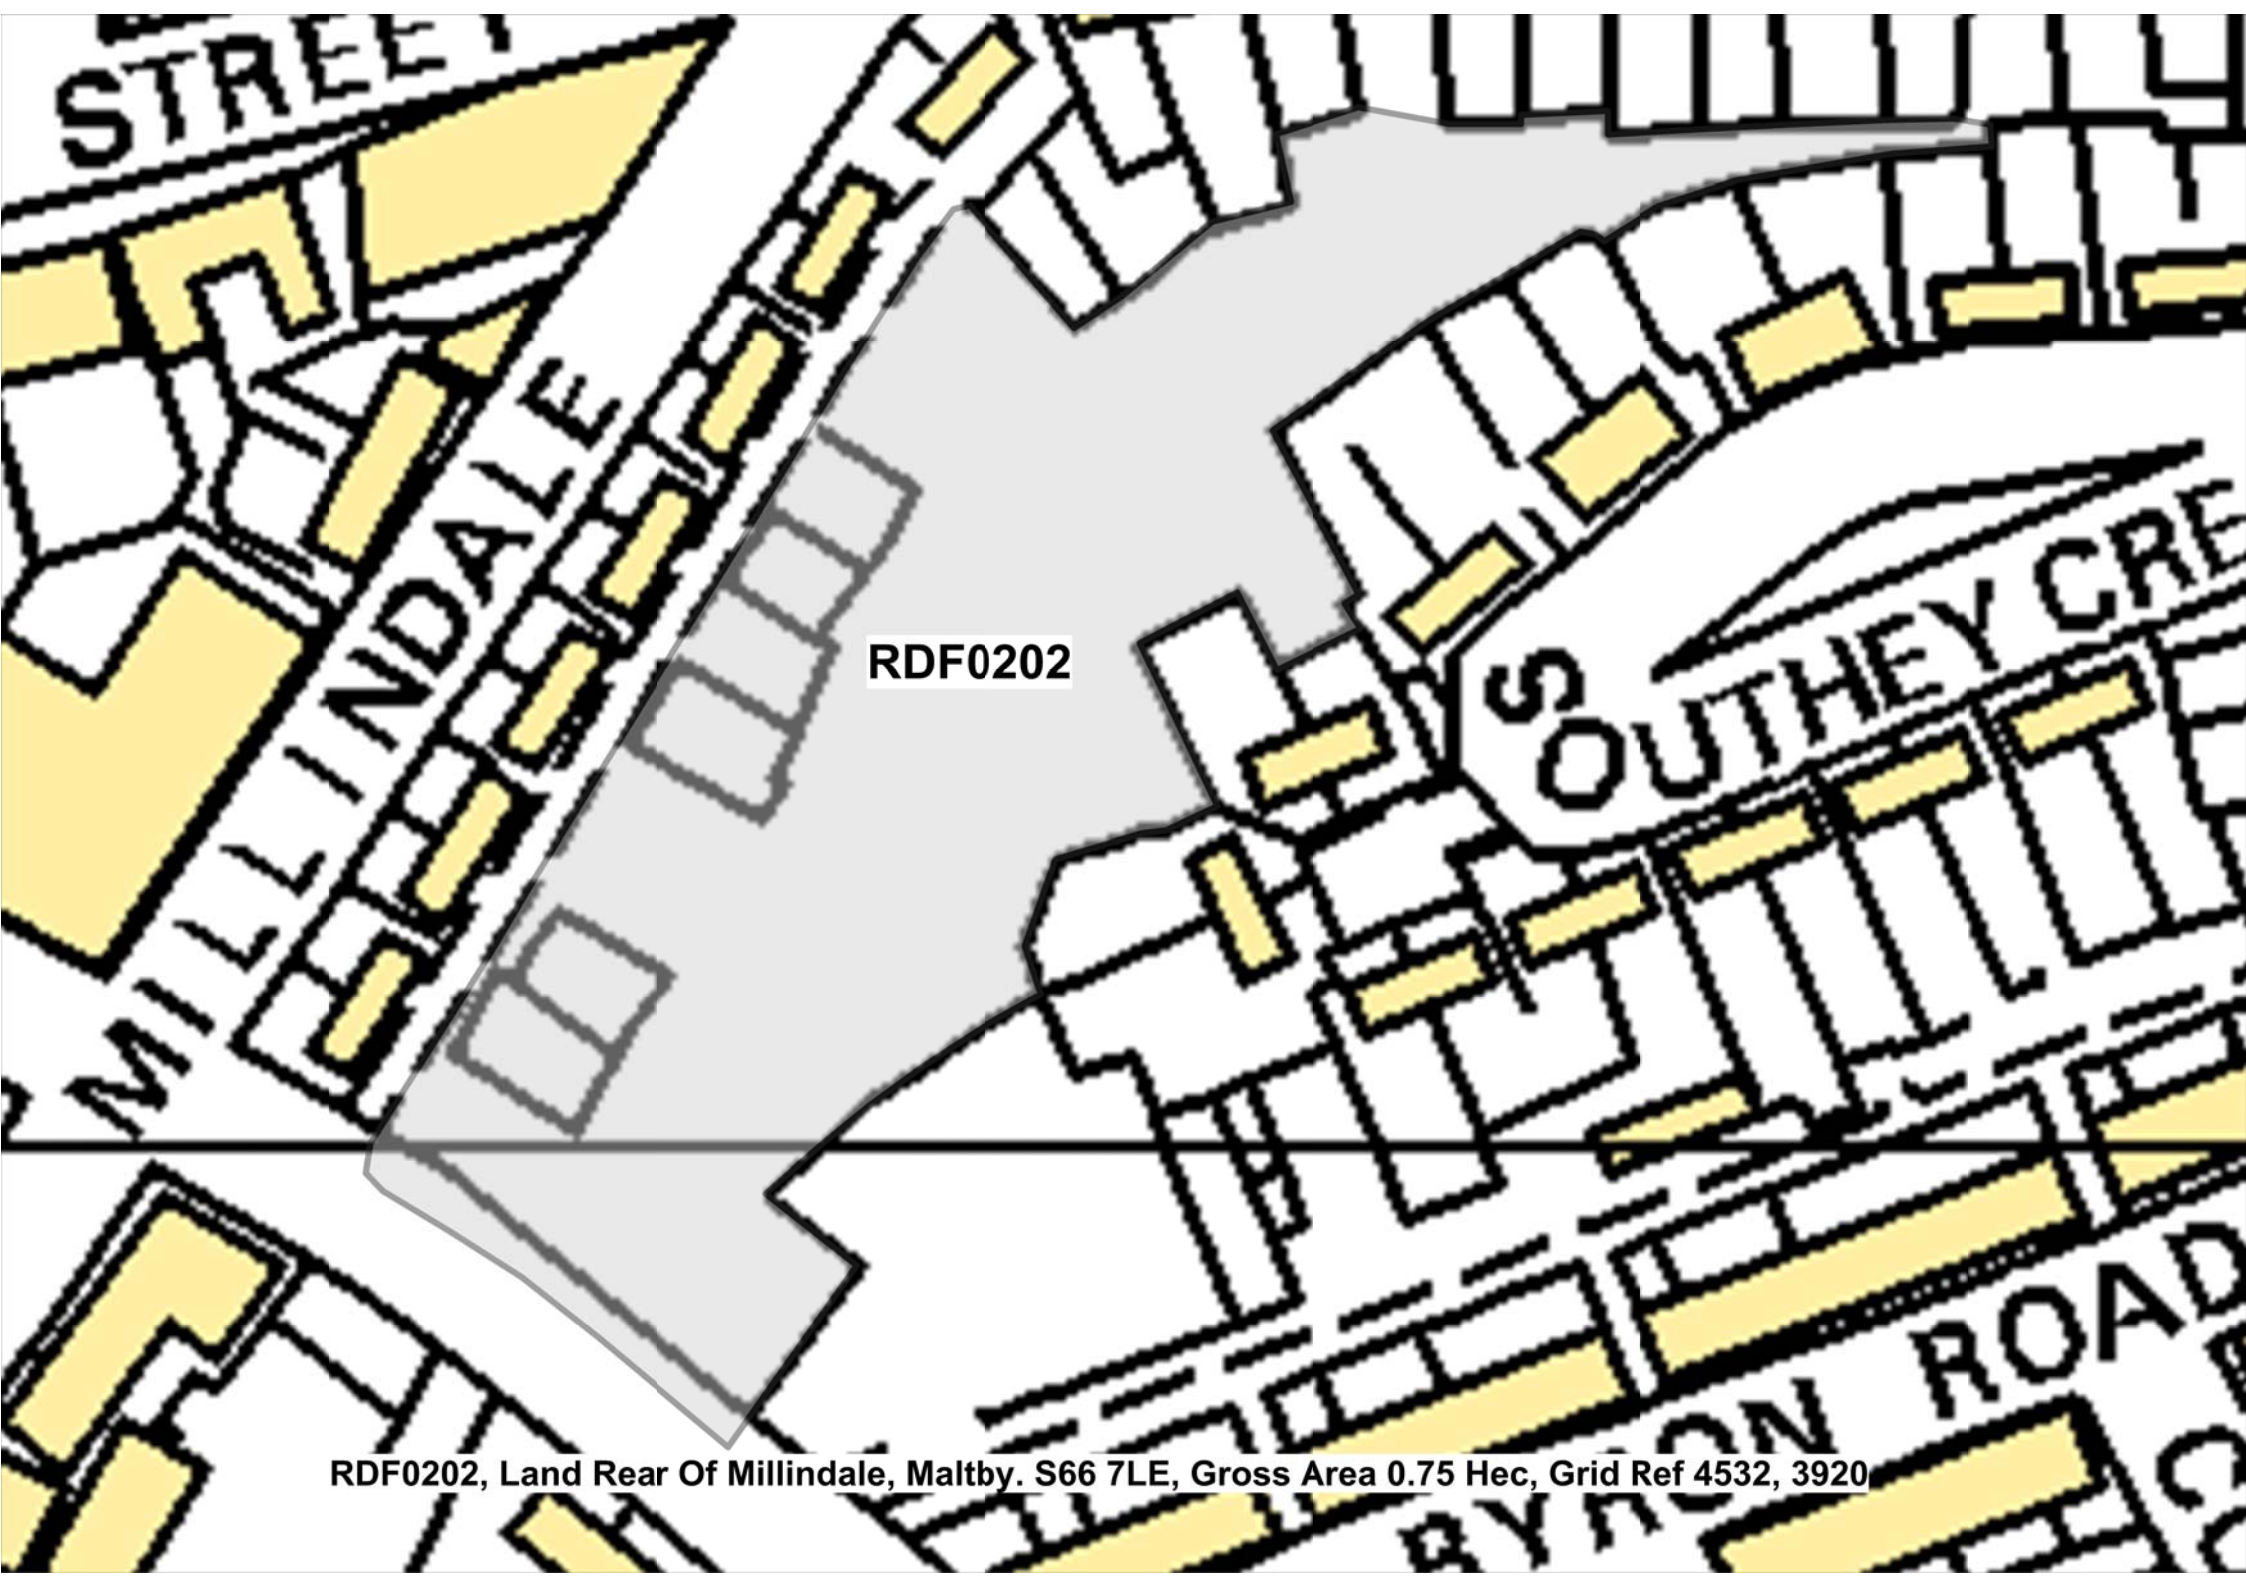 STREET
MILLINDALE
RDF0202
SOUTHEY CRE
ROAD
BYRON
RDF0202, Land Rear Of Millindale, Maltby. S66 7LE, Gross Area 0.75 Hec, Grid Ref 4532, 3920